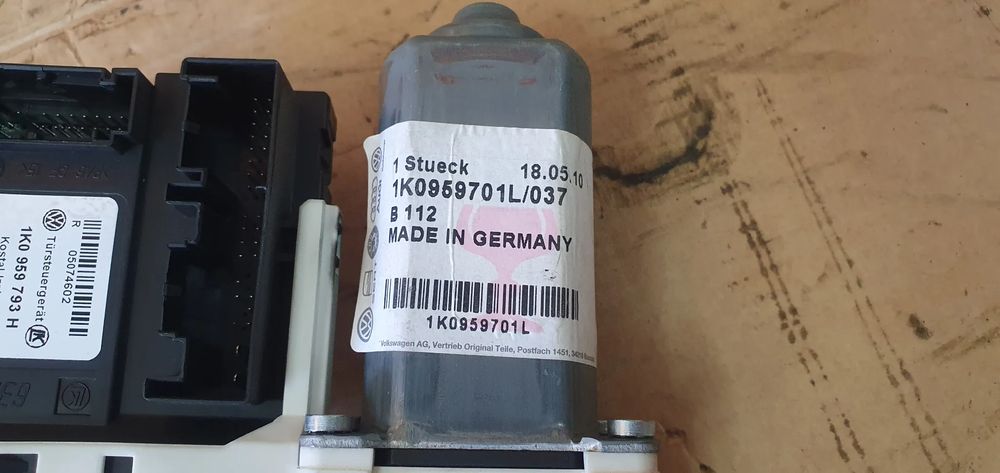 1 Stueck 18.05.10
1K0959701L/037
B 112
MADE IN GERMANY
1K0959701L
Volkswagen AG, Vertrieb Original Teile, Postfach 1451, 34219
R
05074602
Türsteuergerät
1K0 959 793 H